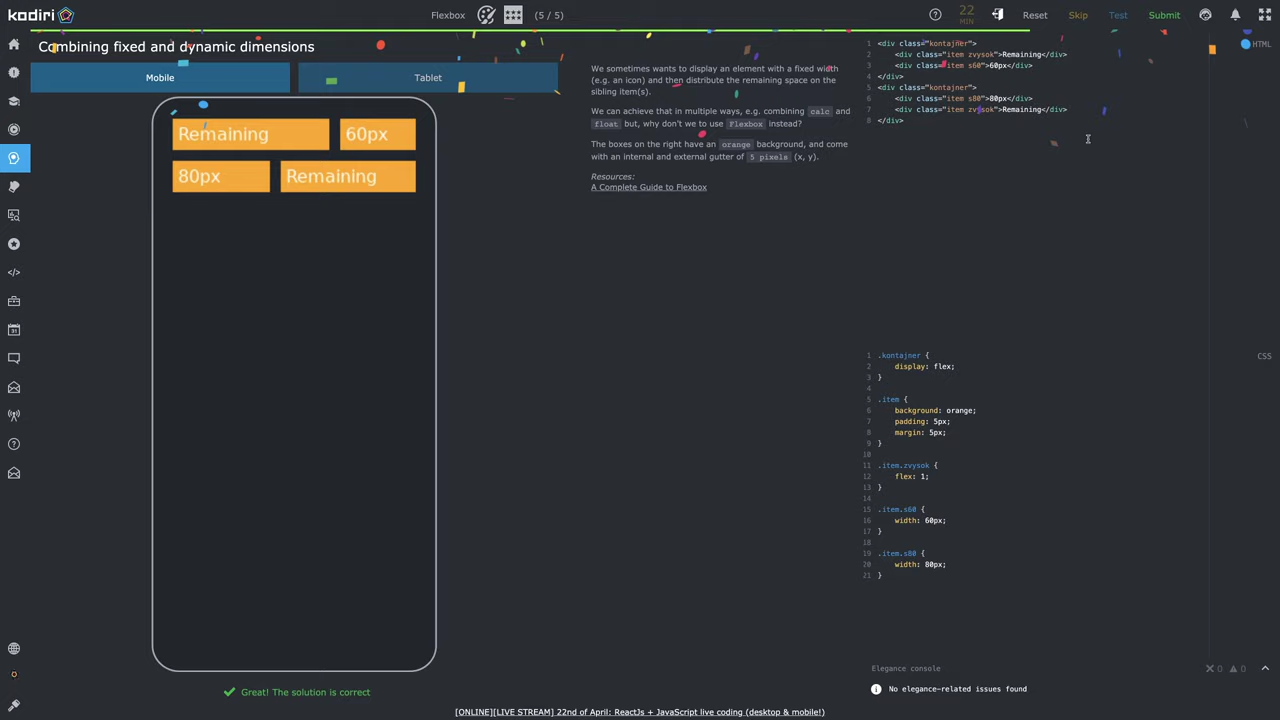 kodiri
Flexbox
(5 / 5)
22
MIN
Reset
Skip
Test
Submit
Combining fixed and dynamic dimensions
Mobile
Tablet
Remaining
60px
80px
Remaining
Great! The solution is correct
We sometimes wants to display an element with a fixed width
(e.g. an icon) and then distribute the remaining space on the
sibling item(s).
We can achieve that in multiple ways, e.g. combining calc and
float but, why don't we to use Flexbox instead?
The boxes on the right have an orange background, and come
with an internal and external gutter of 5 pixels (x, y).
Resources:
A Complete Guide to Flexbox
HTML
1 <div class="kontajner">
2 <div class="item zvysok">Remaining</div>
3 <div class="item s60">60px</div>
4 </div>
5 <div class="kontajner">
6 <div class="item s80">80px</div>
7 <div class="item zvysok">Remaining</div>
8 </div>
CSS
1 .kontajner {
2 display: flex;
3 }
4
5 .item {
6 background: orange;
7 padding: 5px;
8 margin: 5px;
9 }
10
11 .item.zvysok {
12 flex: 1;
13 }
14
15 .item.s60 {
16 width: 60px;
17 }
18
19 .item.s80 {
20 width: 80px;
21 }
Elegance console
0
0
No elegance-related issues found
[ONLINE][LIVE STREAM] 22nd of April: ReactJs + JavaScript live coding (desktop & mobile!)